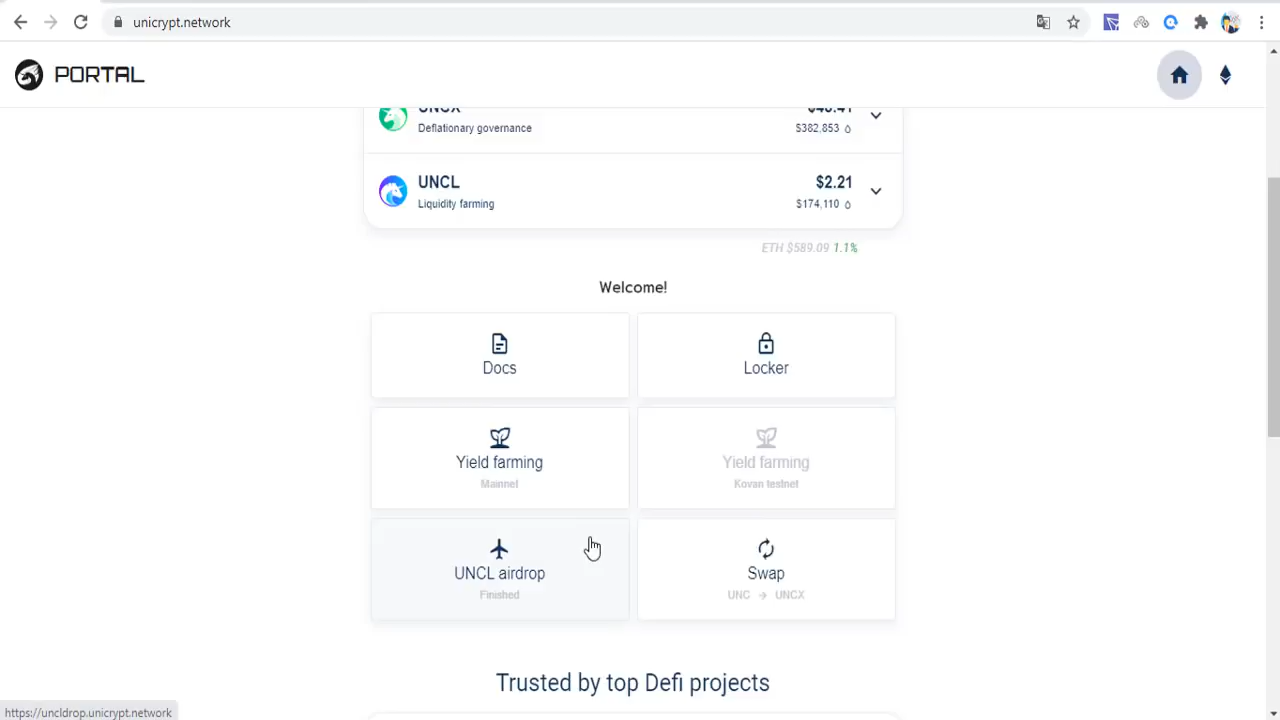 unicrypt.network
PORTAL
UNCX
Deflationary governance
$382,853
UNCL
$2.21
Liquidity farming
$174,110
ETH $589.09 1.1%
Welcome!
Docs
Locker
Yield farming
Mainnet
Yield farming
Kovan testnet
UNCL airdrop
Finished
Swap
UNC → UNCX
Trusted by top Defi projects
https://uncldrop.unicrypt.network